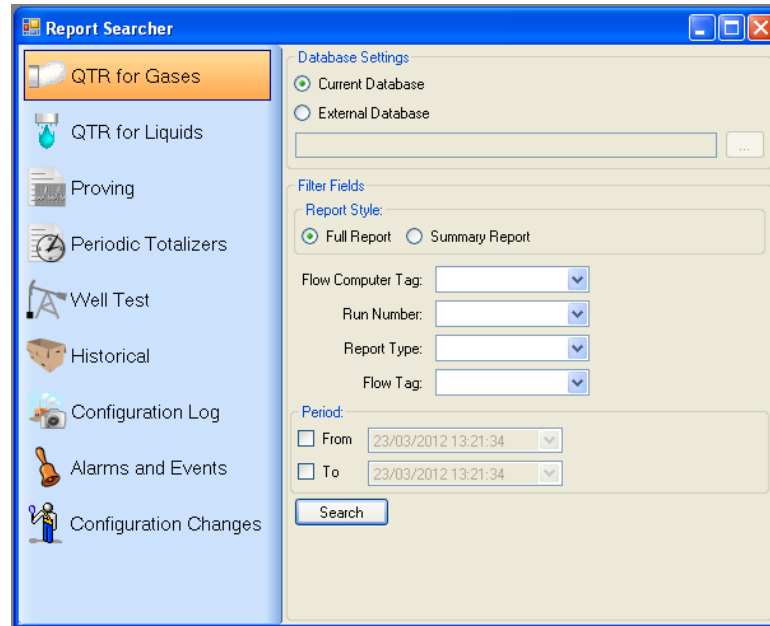 Report Searcher
QTR for Gases
QTR for Liquids
Proving
Periodic Totalizers
Well Test
Historical
Configuration Log
Alarms and Events
Configuration Changes
Database Settings
Current Database
External Database
...
Filter Fields
Report Style:
Full Report Summary Report
Flow Computer Tag:
Run Number:
Report Type:
Flow Tag:
Period:
From 23/03/2012 13:21:34
To 23/03/2012 13:21:34
Search